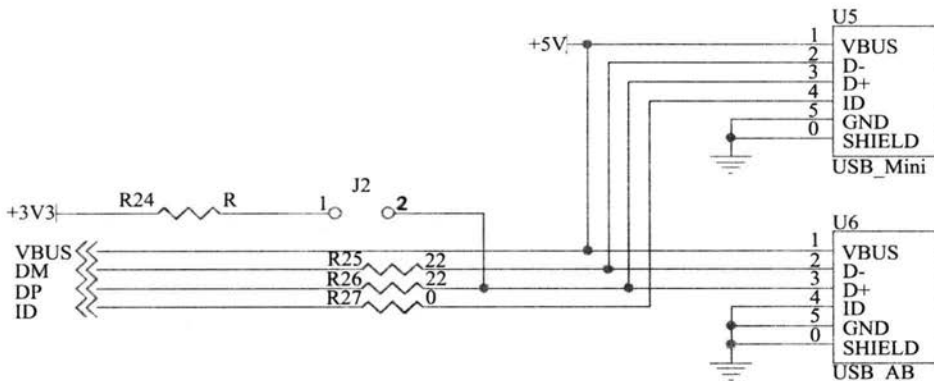 U5
+5V
1 VBUS
2 D-
3 D+
4 ID
5 GND
0 SHIELD
USB_Mini
J2
+3V3 R24 R 1 2
U6
VBUS R25 22
DM R26 22
DP R27 0
ID
1 VBUS
2 D-
3 D+
4 ID
5 GND
0 SHIELD
USB_AB